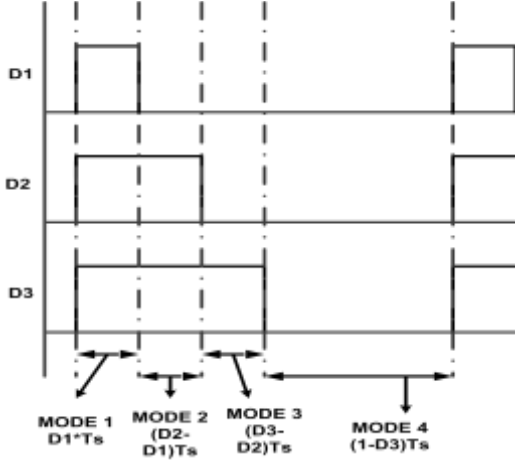 D1
D2
D3
MODE 1
D1*Ts
MODE 2
(D2-
D1)Ts
MODE 3
(D3-
D2)Ts
MODE 4
(1-D3)Ts